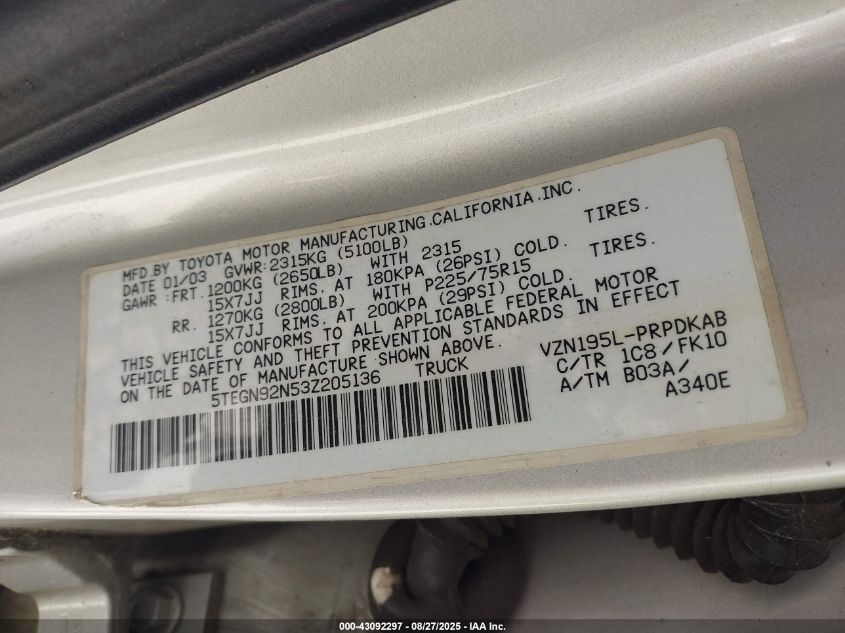 MFD.BY TOYOTA MOTOR MANUFACTURING.CALIFORNIA.INC.
DATE 01/03 GVWR:2315KG (5100LB)
GAWR :FRT. 1200KG (2650LB) WITH 2315 TIRES.
15X7JJ RIMS. AT 180KPA (26PSI) COLD.
RR. 1270KG (2800LB) WITH P225/75R15 TIRES.
15X7JJ RIMS. AT 200KPA (29PSI) COLD.
THIS VEHICLE CONFORMS TO ALL APPLICABLE FEDERAL MOTOR
VEHICLE SAFETY AND THEFT PREVENTION STANDARDS IN EFFECT
ON THE DATE OF MANUFACTURE SHOWN ABOVE.
5TEGN92N53Z205136 TRUCK
VZN195L-PRPDKAB
C/TR 1C8/FK10
A/TM B03A/
A340E
000-43092297 - 08/27/2025 - IAA Inc.